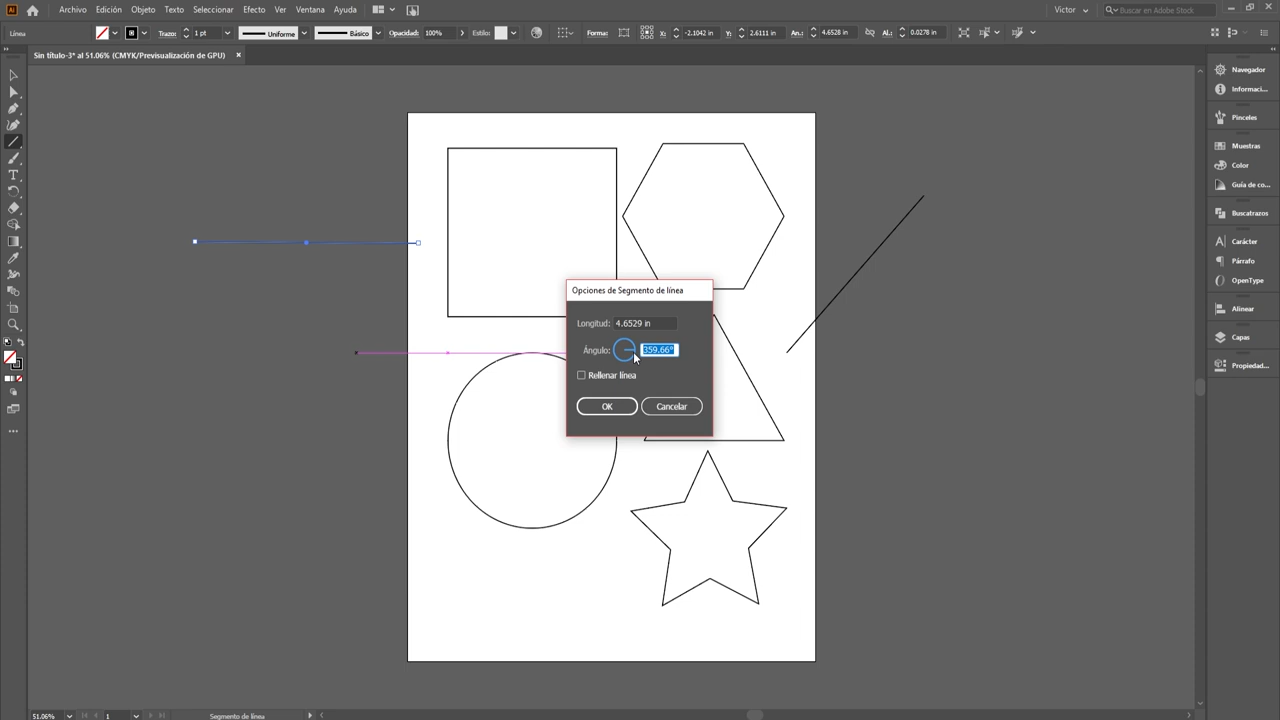 Ai Archivo Edición Objeto Texto Seleccionar Efecto Ver Ventana Ayuda Victor Buscar en Adobe Stock
Línea Trazo: 1 pt Uniforme Básico Opacidad: 100% Estilo: Forma: X: -2.1042 in Y: 2.6111 in An.: 4.6528 in Al.: 0.0278 in
Sin título-3* al 51.06% (CMYK/Previsualización de GPU) ×
Navegador
Informaci...
Pinceles
Muestras
Color
Guía de co...
Buscatrazos
Carácter
Párrafo
OpenType
Alinear
Capas
Propiedad...
Opciones de Segmento de línea
Longitud: 4.6529 in
Ángulo: 359.66°
Rellenar línea
OK Cancelar
51.06% 1 Segmento de línea